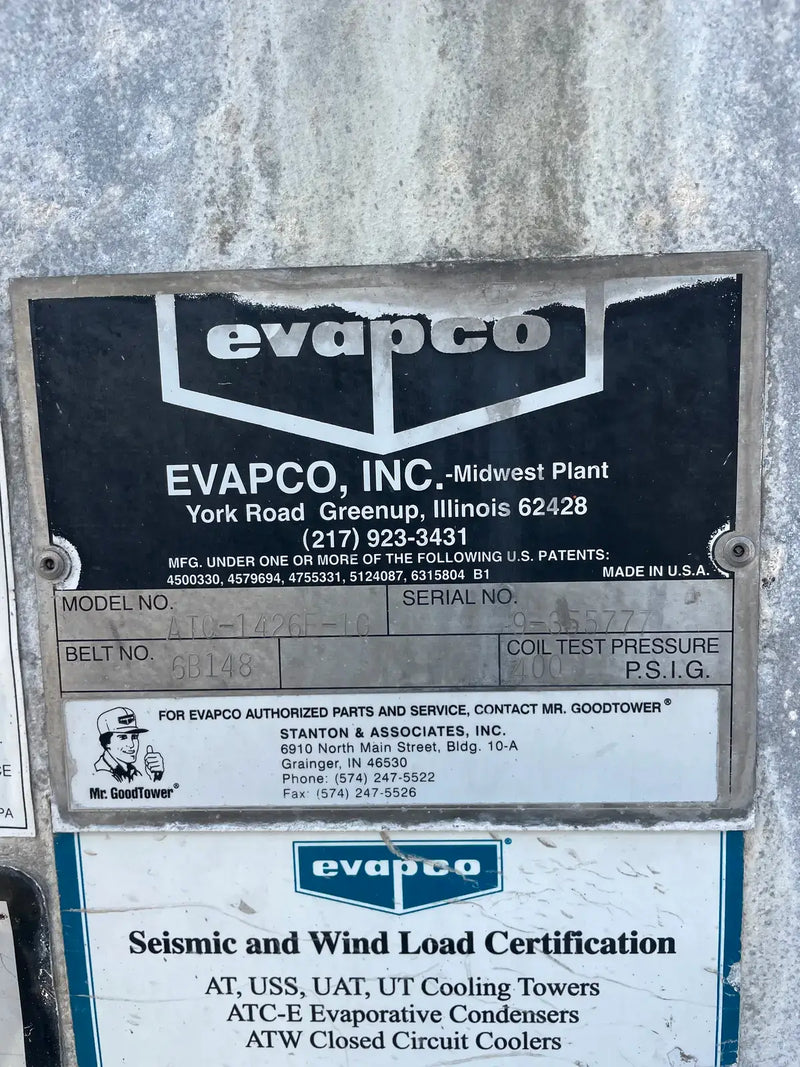 evapco
EVAPCO, INC.-Midwest Plant
York Road Greenup, Illinois 62428
(217) 923-3431
MFG. UNDER ONE OR MORE OF THE FOLLOWING U.S. PATENTS:
4500330, 4579694, 4755331, 5124087, 6315804 B1 MADE IN U.S.A.
MODEL NO. SERIAL NO.
9-355777
BELT NO. 6B148 COIL TEST PRESSURE
400 P.S.I.G.
FOR EVAPCO AUTHORIZED PARTS AND SERVICE, CONTACT MR. GOODTOWER®
STANTON & ASSOCIATES, INC.
6910 North Main Street, Bldg. 10-A
Grainger, IN 46530
Phone: (574) 247-5522
Fax: (574) 247-5526
Mr. GoodTower®
CE
PA
evapco®
Seismic and Wind Load Certification
AT, USS, UAT, UT Cooling Towers
ATC-E Evaporative Condensers
ATW Closed Circuit Coolers